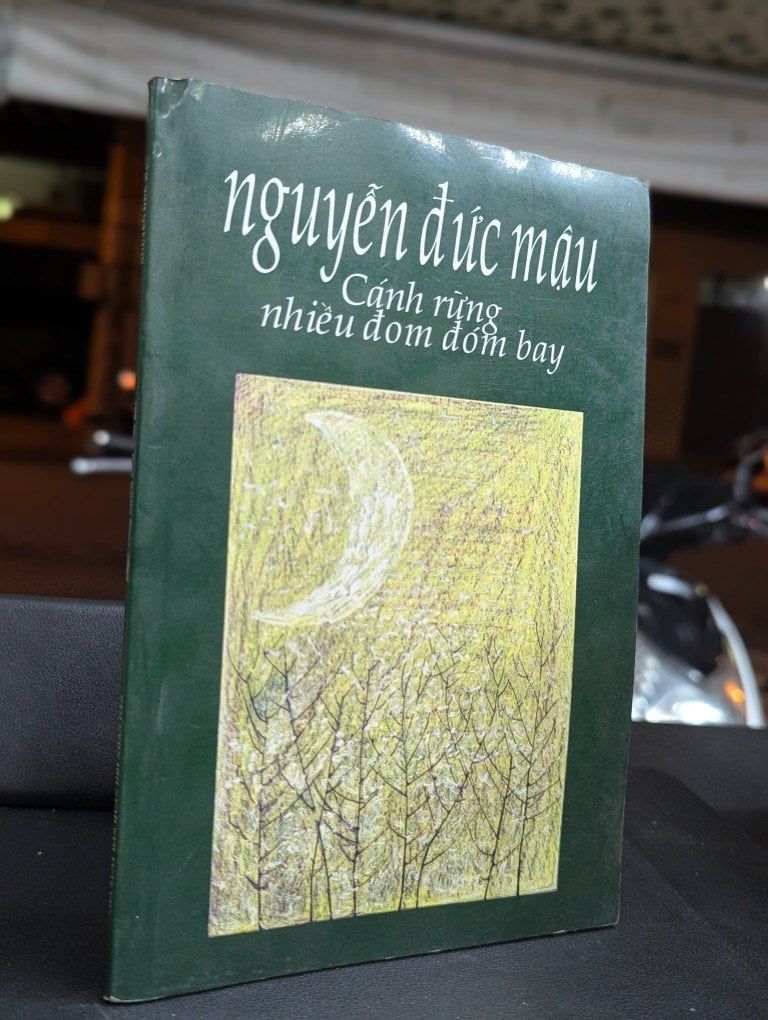 nguyễn đức mậu
Cánh rừng
nhiều đom đóm bay